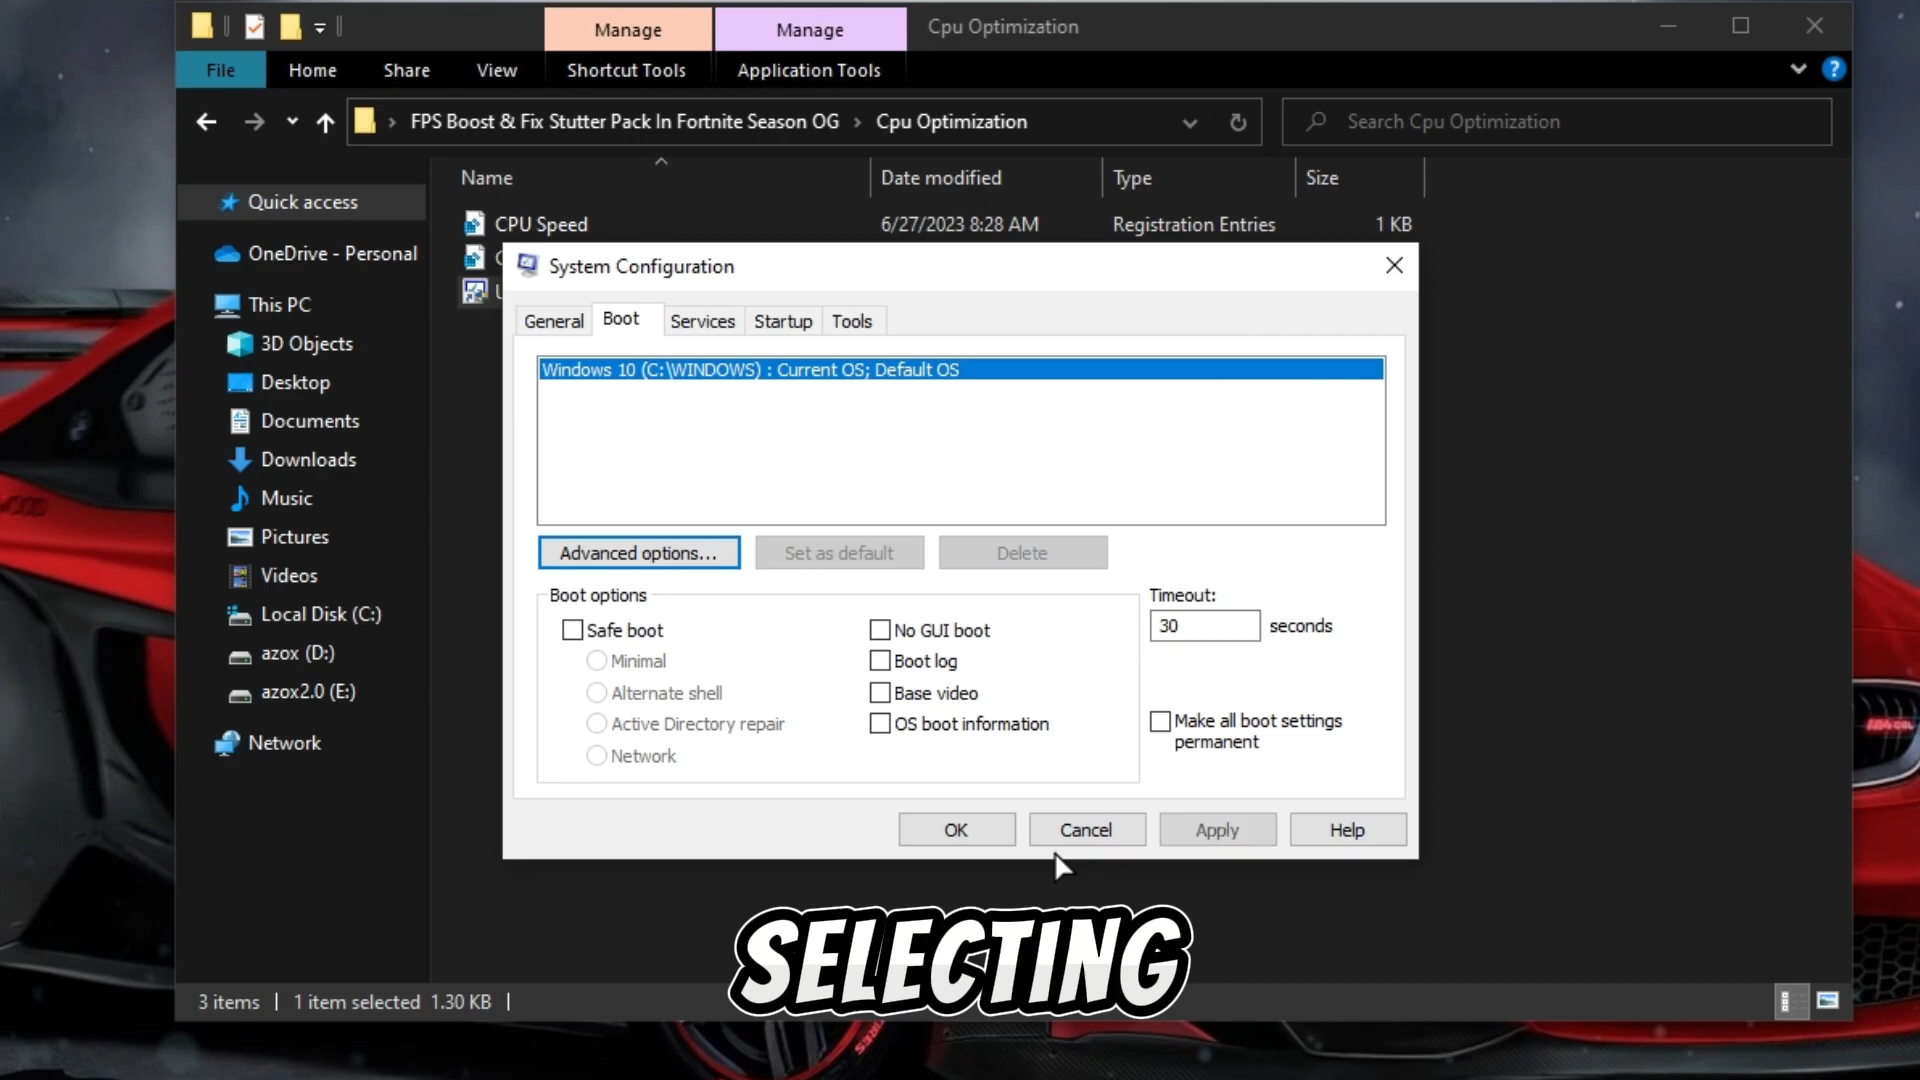 Manage
Manage
Cpu Optimization
File
Home
Share
View
Shortcut Tools
Application Tools
?
FPS Boost & Fix Stutter Pack In Fortnite Season OG
Cpu Optimization
Search Cpu Optimization
Name
Date modified
Type
Size
Quick access
OneDrive - Personal
This PC
3D Objects
Desktop
Documents
Downloads
Music
Pictures
Videos
Local Disk (C:)
azox (D:)
azox2.0 (E:)
Network
CPU Speed
6/27/2023 8:28 AM
Registration Entries
1 KB
System Configuration
General
Boot
Services
Startup
Tools
Windows 10 (C:\WINDOWS) : Current OS; Default OS
Advanced options...
Set as default
Delete
Boot options
Safe boot
Minimal
Alternate shell
Active Directory repair
Network
No GUI boot
Boot log
Base video
OS boot information
Timeout:
30 seconds
Make all boot settings
permanent
OK
Cancel
Apply
Help
SELECTING
3 items
1 item selected 1.30 KB